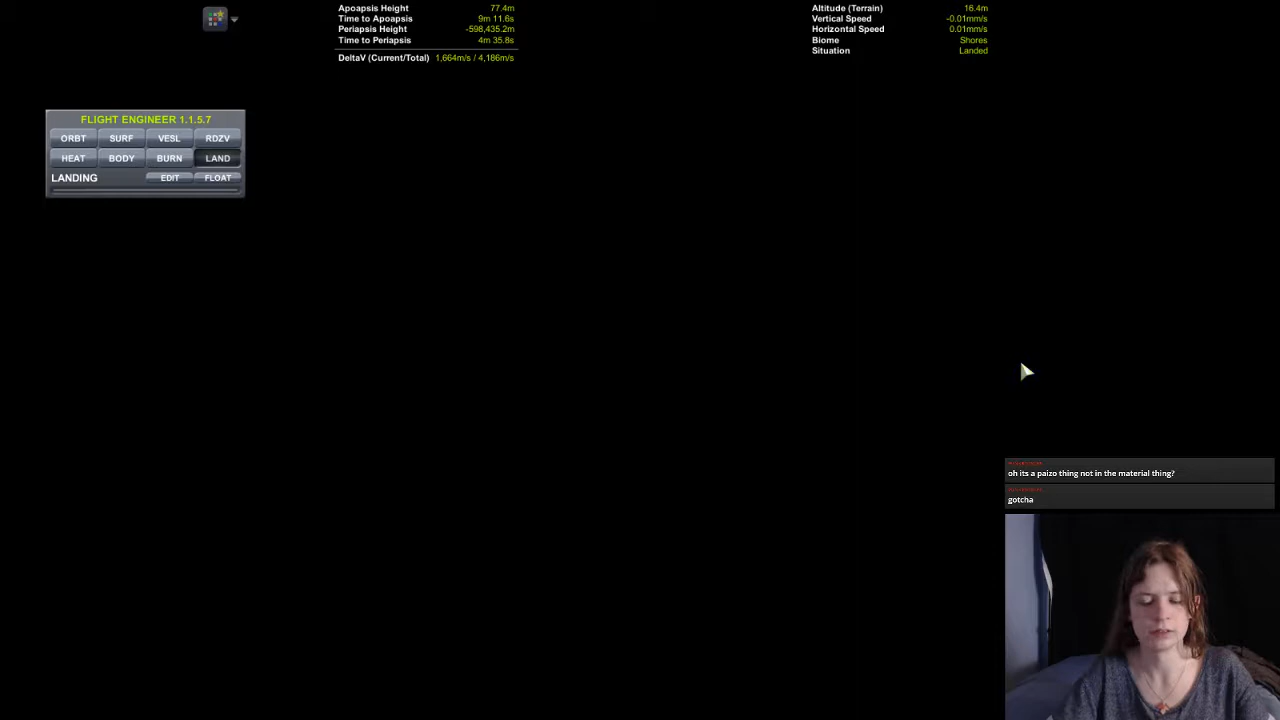 Apoapsis Height 77.4m
Time to Apoapsis 9m 11.6s
Periapsis Height -598,435.2m
Time to Periapsis 4m 35.8s
DeltaV (Current/Total) 1,664m/s / 4,186m/s
Altitude (Terrain) 16.4m
Vertical Speed -0.01mm/s
Horizontal Speed 0.01mm/s
Biome Shores
Situation Landed
FLIGHT ENGINEER 1.1.5.7
ORBT SURF VESL RDZV
HEAT BODY BURN LAND
LANDING EDIT FLOAT
oh its a paizo thing not in the material thing?
gotcha